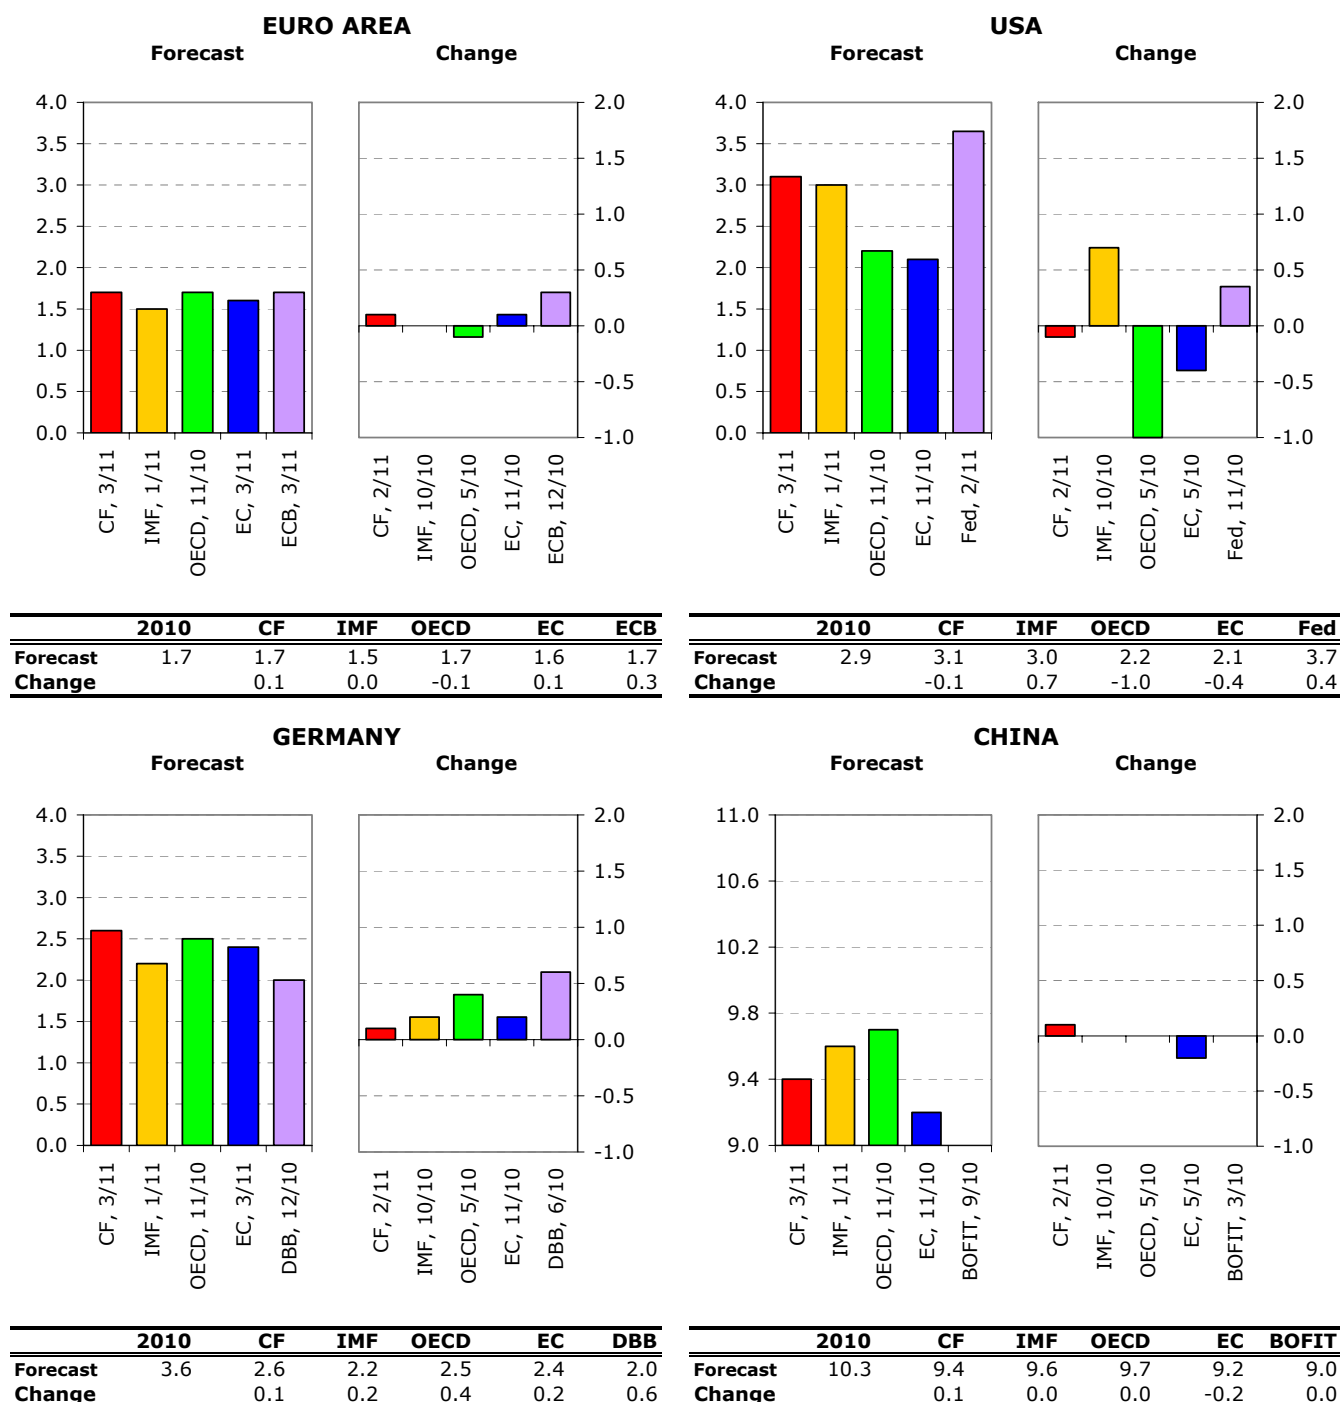 EURO AREA
Forecast Change
4.0
3.5
3.0
2.5
2.0
1.5
1.0
0.5
0.0
2.0
1.5
1.0
0.5
0.0
-0.5
-1.0
CF, 3/11
IMF, 1/11
OECD, 11/10
EC, 3/11
ECB, 3/11
CF, 2/11
IMF, 10/10
OECD, 5/10
EC, 11/10
ECB, 12/10
2010 CF IMF OECD EC ECB
Forecast 1.7 1.7 1.5 1.7 1.6 1.7
Change 0.1 0.0 -0.1 0.1 0.3
USA
Forecast Change
4.0
3.5
3.0
2.5
2.0
1.5
1.0
0.5
0.0
2.0
1.5
1.0
0.5
0.0
-0.5
-1.0
CF, 3/11
IMF, 1/11
OECD, 11/10
EC, 11/10
Fed, 2/11
CF, 2/11
IMF, 10/10
OECD, 5/10
EC, 5/10
Fed, 11/10
2010 CF IMF OECD EC Fed
Forecast 2.9 3.1 3.0 2.2 2.1 3.7
Change -0.1 0.7 -1.0 -0.4 0.4
GERMANY
Forecast Change
4.0
3.5
3.0
2.5
2.0
1.5
1.0
0.5
0.0
2.0
1.5
1.0
0.5
0.0
-0.5
-1.0
CF, 3/11
IMF, 1/11
OECD, 11/10
EC, 3/11
DBB, 12/10
CF, 2/11
IMF, 10/10
OECD, 5/10
EC, 11/10
DBB, 6/10
2010 CF IMF OECD EC DBB
Forecast 3.6 2.6 2.2 2.5 2.4 2.0
Change 0.1 0.2 0.4 0.2 0.6
CHINA
Forecast Change
11.0
10.6
10.2
9.8
9.4
9.0
2.0
1.5
1.0
0.5
0.0
-0.5
-1.0
CF, 3/11
IMF, 1/11
OECD, 11/10
EC, 11/10
BOFIT, 9/10
CF, 2/11
IMF, 10/10
OECD, 5/10
EC, 5/10
BOFIT, 3/10
2010 CF IMF OECD EC BOFIT
Forecast 10.3 9.4 9.6 9.7 9.2 9.0
Change 0.1 0.0 0.0 -0.2 0.0